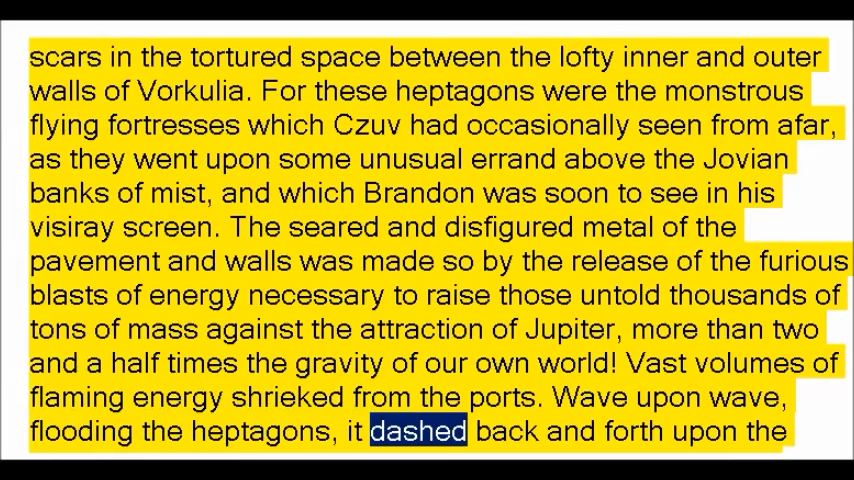 scars in the tortured space between the lofty inner and outer
walls of Vorkulia. For these heptagons were the monstrous
flying fortresses which Czuv had occasionally seen from afar,
as they went upon some unusual errand above the Jovian
banks of mist, and which Brandon was soon to see in his
visiray screen. The seared and disfigured metal of the
pavement and walls was made so by the release of the furious
blasts of energy necessary to raise those untold thousands of
tons of mass against the attraction of Jupiter, more than two
and a half times the gravity of our own world! Vast volumes of
flaming energy shrieked from the ports. Wave upon wave,
flooding the heptagons, it dashed back and forth upon the